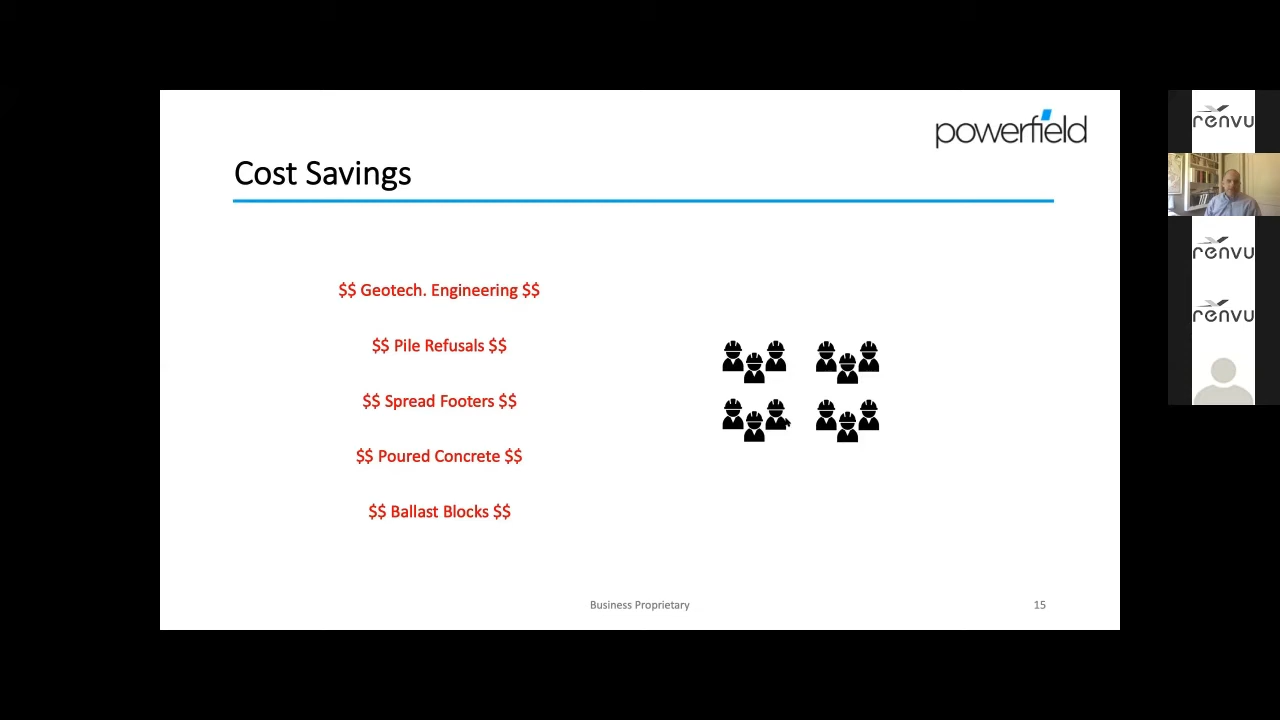 powerfield
Cost Savings
$$ Geotech. Engineering $$
$$ Pile Refusals $$
$$ Spread Footers $$
$$ Poured Concrete $$
$$ Ballast Blocks $$
Business Proprietary
15
renvu
renvu
renvu